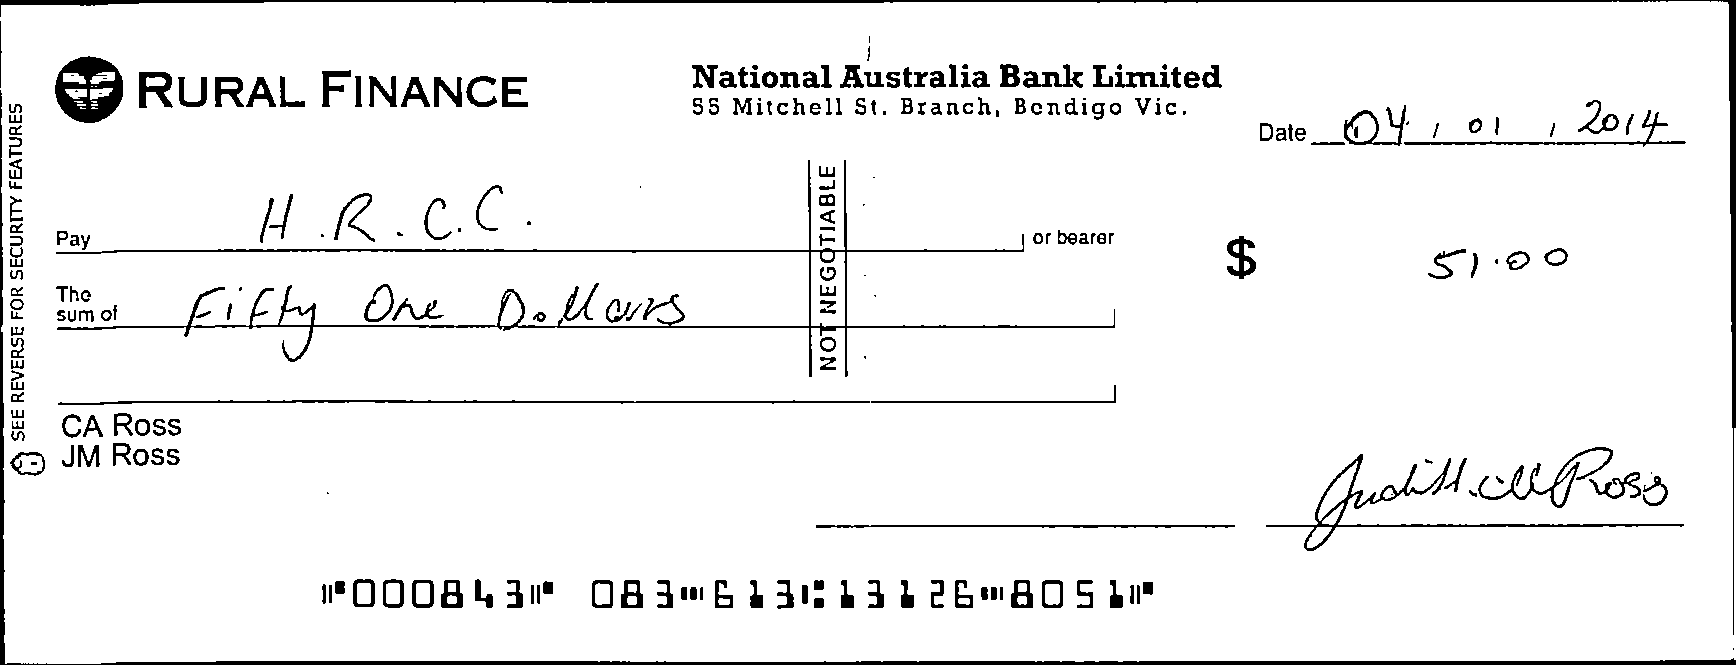 RURAL FINANCE
National Australia Bank Limited
55 Mitchell St. Branch, Bendigo Vic.
Date 04 / 01 / 2014
SEE REVERSE FOR SECURITY FEATURES
Pay H.R.C.C. or bearer
NOT NEGOTIABLE
$ 51.00
The sum of Fifty One Dollars
CA Ross
JM Ross
Judith M Ross
⑈000843⑈ 083⑉613⑆13126⑉8051⑈